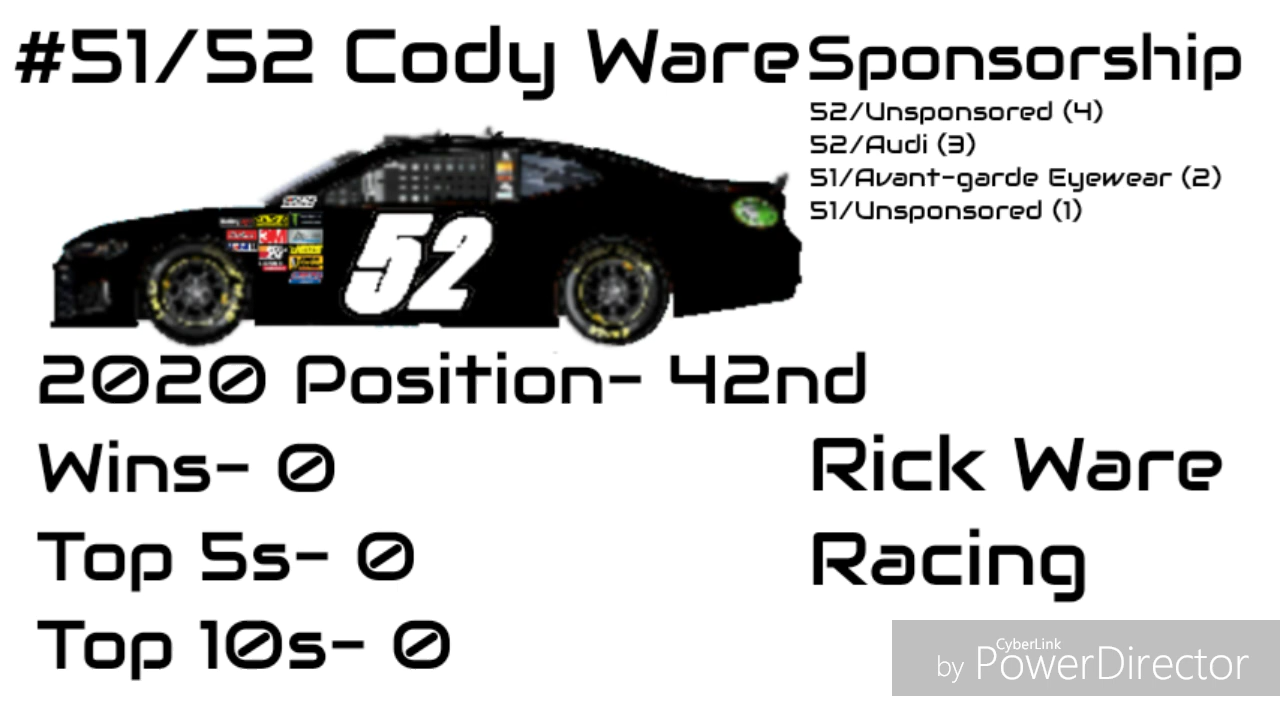 #51/52 Cody Ware
Sponsorship
52/Unsponsored (4)
52/Audi (3)
51/Avant-garde Eyewear (2)
51/Unsponsored (1)
52
2020 Position- 42nd
Wins- 0
Top 5s- 0
Top 10s- 0
Rick Ware
Racing
CyberLink
by PowerDirector